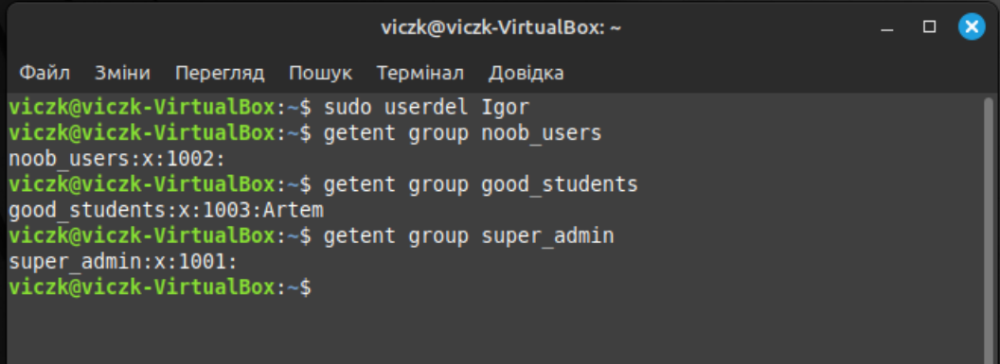 viczk@viczk-VirtualBox: ~
Файл Зміни Перегляд Пошук Термінал Довідка
viczk@viczk-VirtualBox:~$ sudo userdel Igor
viczk@viczk-VirtualBox:~$ getent group noob_users
noob_users:x:1002:
viczk@viczk-VirtualBox:~$ getent group good_students
good_students:x:1003:Artem
viczk@viczk-VirtualBox:~$ getent group super_admin
super_admin:x:1001:
viczk@viczk-VirtualBox:~$